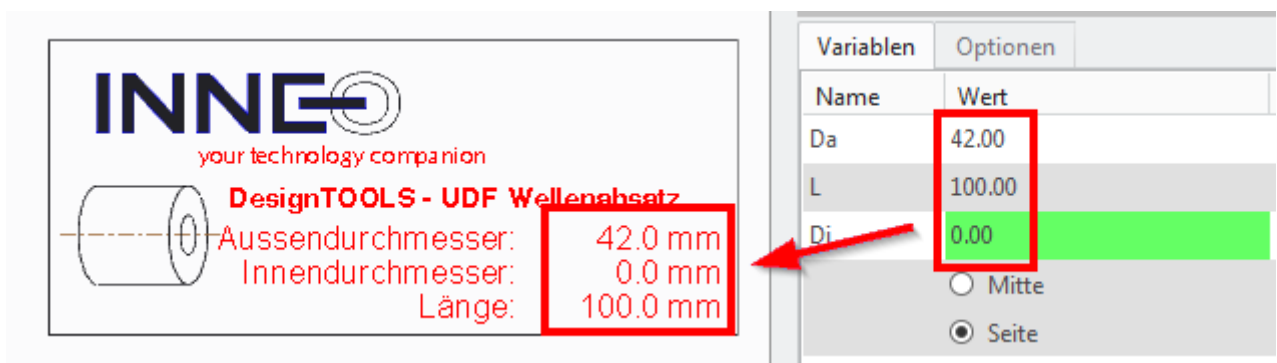 INNEO
your technology companion
DesignTOOLS - UDF Wellenabsatz
Aussendurchmesser: 42.0 mm
Innendurchmesser: 0.0 mm
Länge: 100.0 mm
Variablen Optionen
Name Wert
Da 42.00
L 100.00
Di 0.00
Mitte
Seite